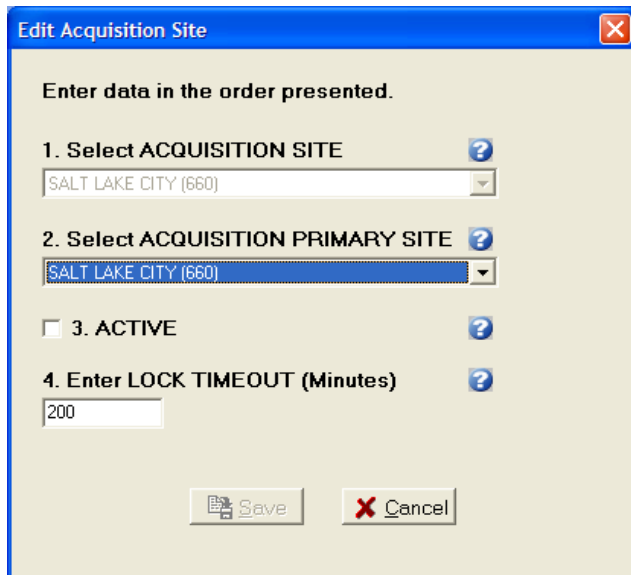 Edit Acquisition Site
Enter data in the order presented.
1. Select ACQUISITION SITE
SALT LAKE CITY (660)
2. Select ACQUISITION PRIMARY SITE
SALT LAKE CITY (660)
3. ACTIVE
4. Enter LOCK TIMEOUT (Minutes)
200
Save Cancel